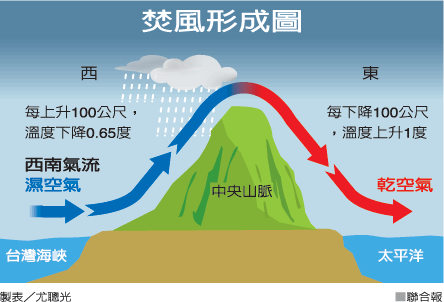 焚風形成圖
西
東
每上升100公尺，
溫度下降0.65度
每下降100公尺
，溫度上升1度
西南氣流
濕空氣
中央山脈
乾空氣
台灣海峽
太平洋
製表／尤聰光
■聯合報